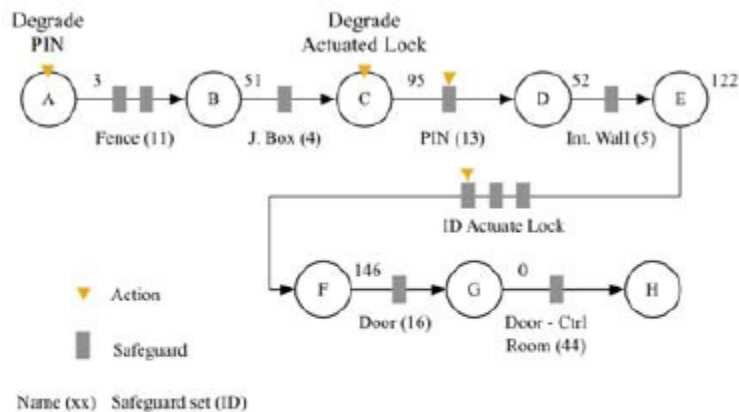 Degrade
PIN
Degrade
Actuated Lock
A
3
B
51
C
95
D
52
E
122
Fence (11)
J. Box (4)
PIN (13)
Int. Wall (5)
ID Actuate Lock
F
146
G
0
H
Door (16)
Door - Ctrl
Room (44)
Action
Safeguard
Name (xx) Safeguard set (ID)